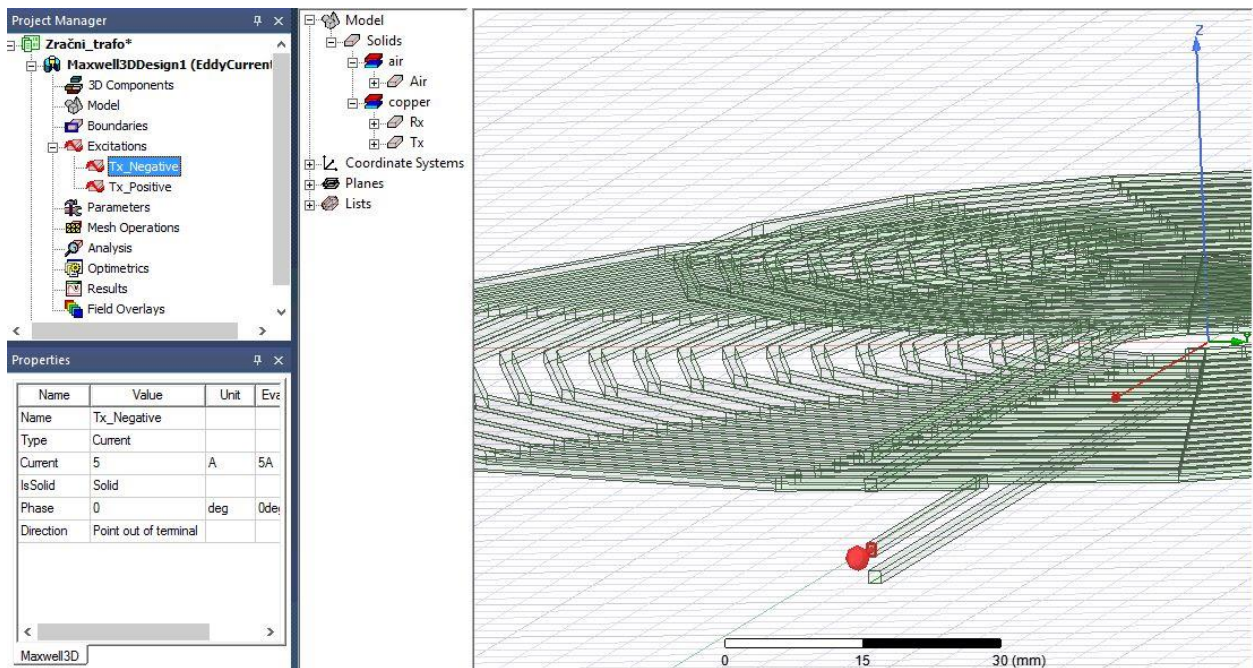 Project Manager
Zračni_trafo*
Maxwell3DDesign1 (EddyCurrent
3D Components
Model
Boundaries
Excitations
Tx_Negative
Tx_Positive
Parameters
Mesh Operations
Analysis
Optimetrics
Results
Field Overlays
Properties
Name Value Unit Eva
Name Tx_Negative
Type Current
Current 5 A 5A
IsSolid Solid
Phase 0 deg 0deg
Direction Point out of terminal
Maxwell3D
Model
Solids
air
Air
copper
Rx
Tx
Coordinate Systems
Planes
Lists
Z
Y
0 15 30 (mm)